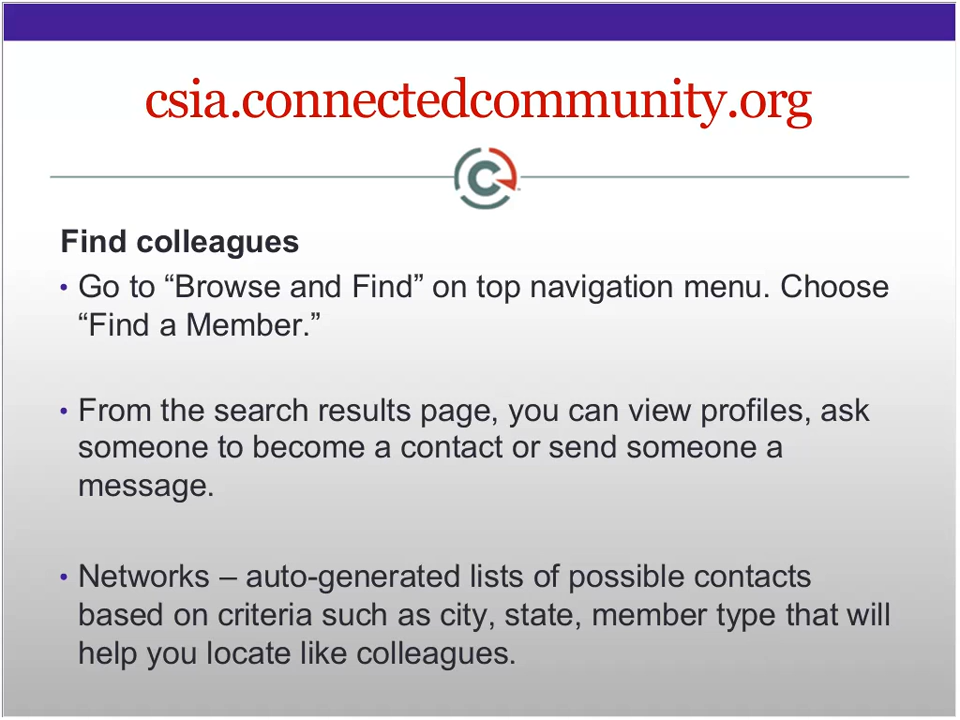 csia.connectedcommunity.org
Find colleagues
• Go to “Browse and Find” on top navigation menu. Choose
“Find a Member.”
• From the search results page, you can view profiles, ask
someone to become a contact or send someone a
message.
• Networks – auto-generated lists of possible contacts
based on criteria such as city, state, member type that will
help you locate like colleagues.